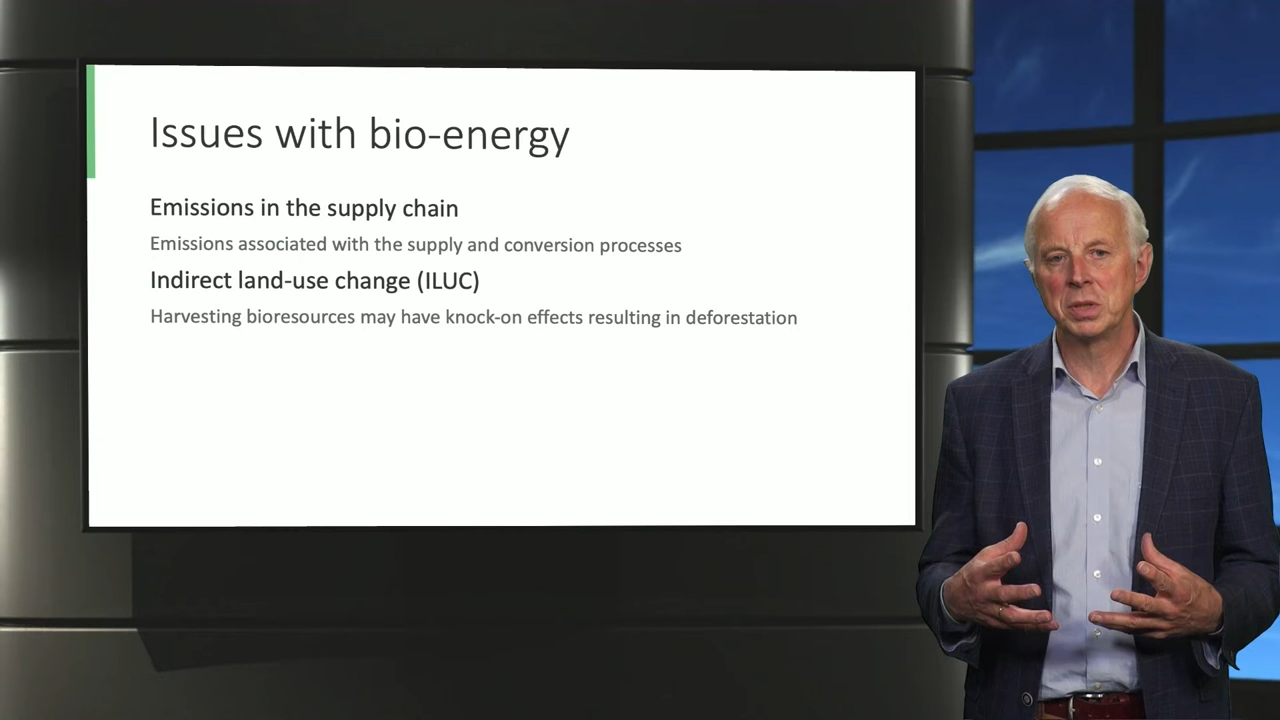 Issues with bio-energy
Emissions in the supply chain
Emissions associated with the supply and conversion processes
Indirect land-use change (ILUC)
Harvesting bioresources may have knock-on effects resulting in deforestation